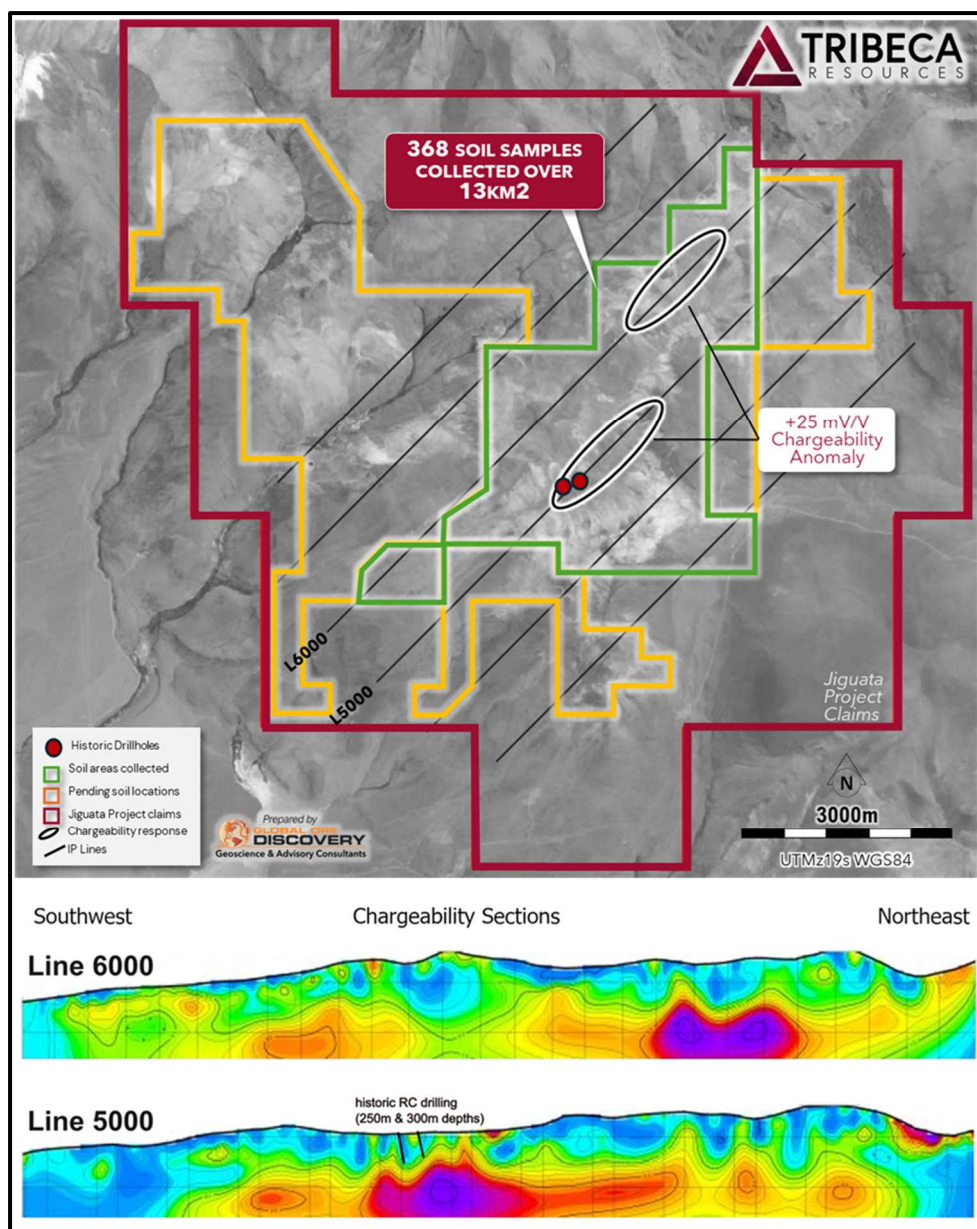 TRIBECA
RESOURCES
368 SOIL SAMPLES
COLLECTED OVER
13KM2
+25 mV/V
Chargeability
Anomaly
L6000
L5000
Jiguata
Project
Claims
Historic Drillholes
Soil areas collected
Pending soil locations
Jiguata Project claims
Chargeability response
IP Lines
Prepared by
GLOBAL ORE
DISCOVERY
Geoscience & Advisory Consultants
N
3000m
UTMz19s WGS84
Southwest
Chargeability Sections
Northeast
Line 6000
historic RC drilling
(250m & 300m depths)
Line 5000